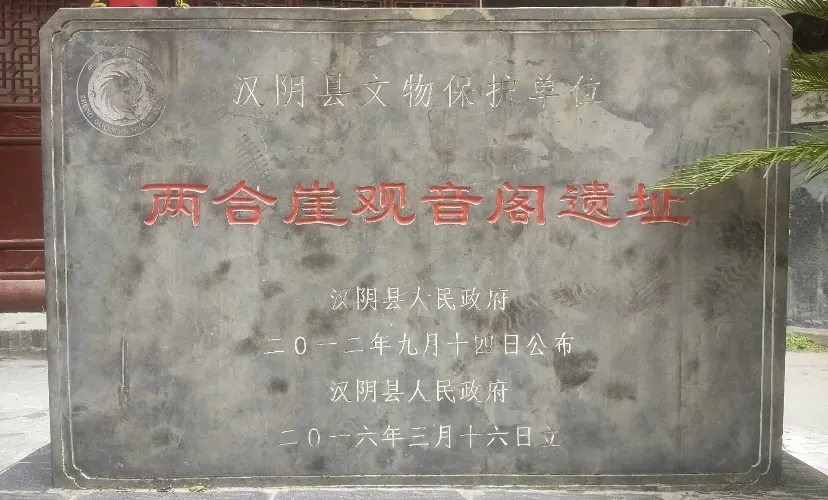 汉阴县文物保护单位
两合崖观音阁遗址
汉阴县人民政府
二〇一二年九月十四日公布
汉阴县人民政府
二〇一六年三月十六日立